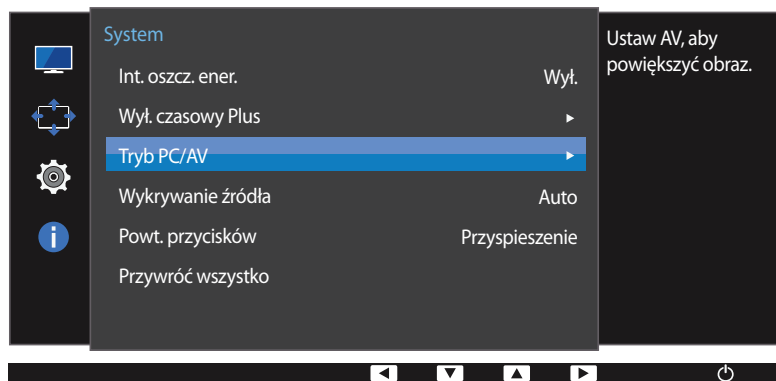 System
Int. oszcz. ener. Wył.
Wył. czasowy Plus
Tryb PC/AV
Wykrywanie źródła Auto
Powt. przycisków Przyspieszenie
Przywróć wszystko
Ustaw AV, aby
powiększyć obraz.